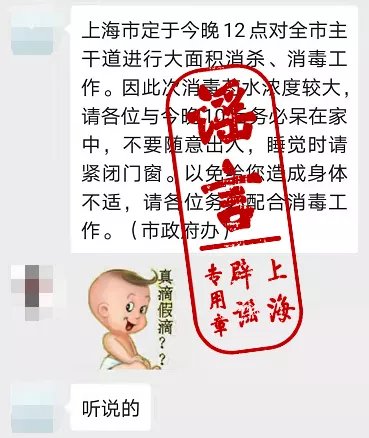 上海市定于今晚12点对全市主
干道进行大面积消杀、消毒工
作。因此次消毒药水浓度较大，
请各位与今晚10务必呆在家
中，不要随意出入，睡觉时请
紧闭门窗。以免给您造成身体
不适，请各位务配合消毒工
作。（市政府办）
谣言
上海
辟谣
专用章
真滴假滴？？
听说的